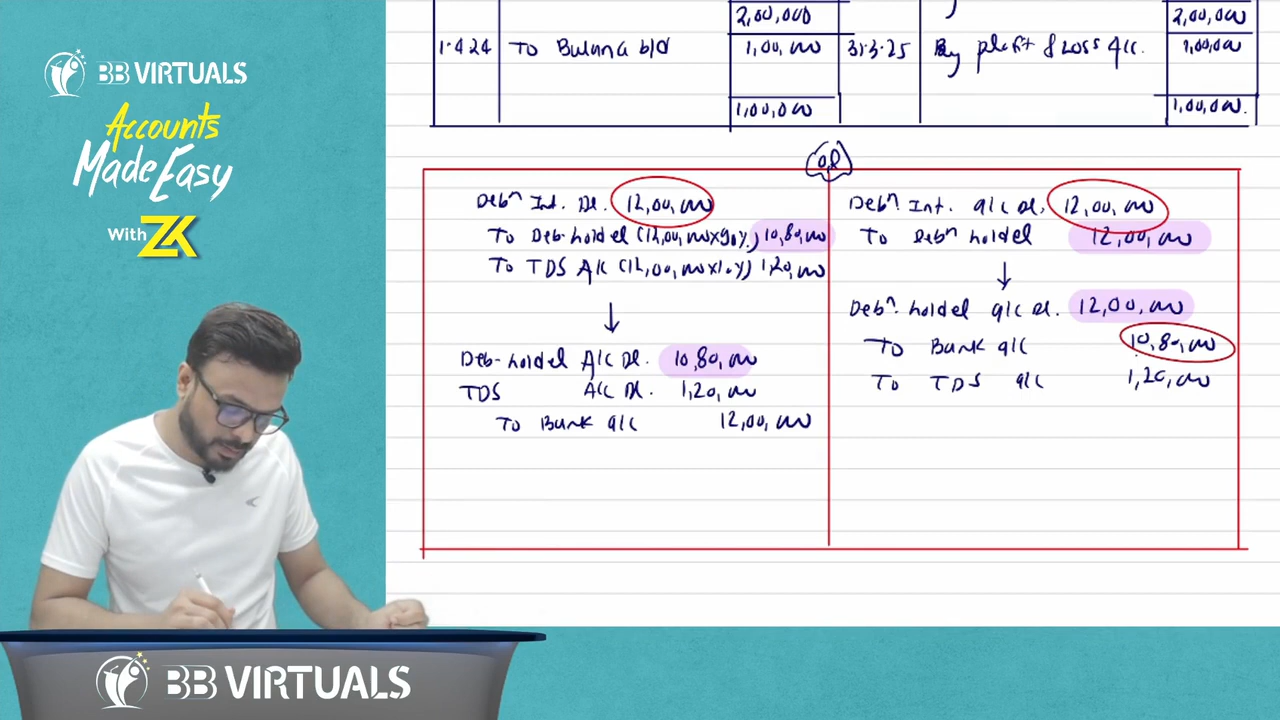 BB VIRTUALS
Accounts
Made Easy
With ZK
2,00,000 2,00,000
1.4.24 To Balance b/d 1,00,000 31.3.25 By Profit & Loss A/c. 1,00,000
1,00,000 1,00,000.
OR
Debⁿ Int. Dr. 12,00,000
To Deb-holder (12,00,000x90%) 10,80,000
To TDS A/c (12,00,000x10%) 1,20,000
↓
Deb-holder A/c Dr. 10,80,000
TDS A/c Dr. 1,20,000
To Bank a/c 12,00,000
Debⁿ Int. a/c Dr. 12,00,000
To Debⁿ holder 12,00,000
↓
Debⁿ. holder a/c Dr. 12,00,000
To Bank a/c 10,80,000
To TDS a/c 1,20,000
BB VIRTUALS